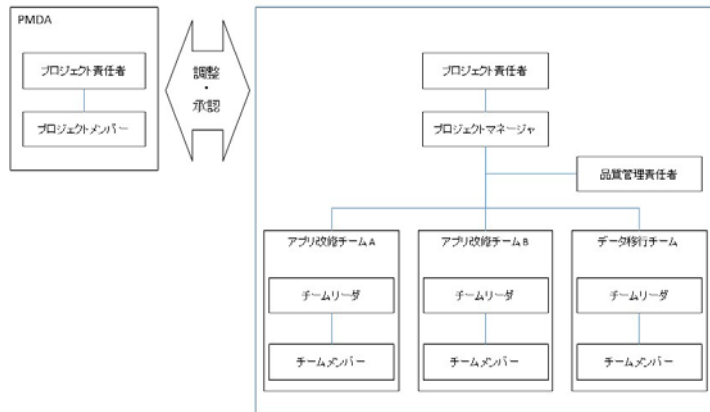 PMDA
プロジェクト責任者
プロジェクトメンバー
調整
・
承認
プロジェクト責任者
プロジェクトマネージャ
品質管理責任者
アプリ改修チームA
チームリーダ
チームメンバー
アプリ改修チームB
チームリーダ
チームメンバー
データ移行チーム
チームリーダ
チームメンバー